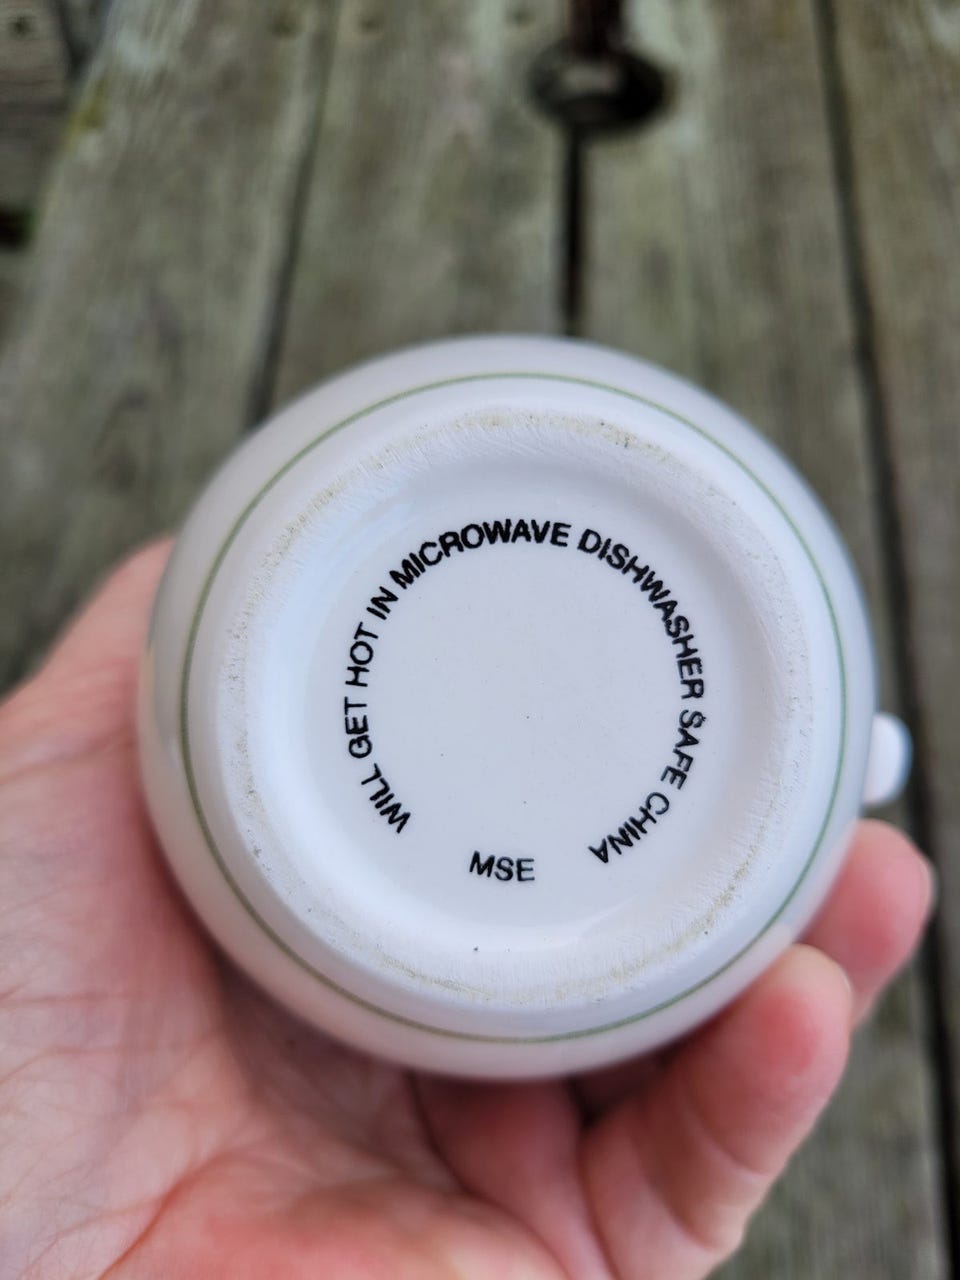 WILL GET HOT IN MICROWAVE DISHWASHER SAFE CHINA
MSE